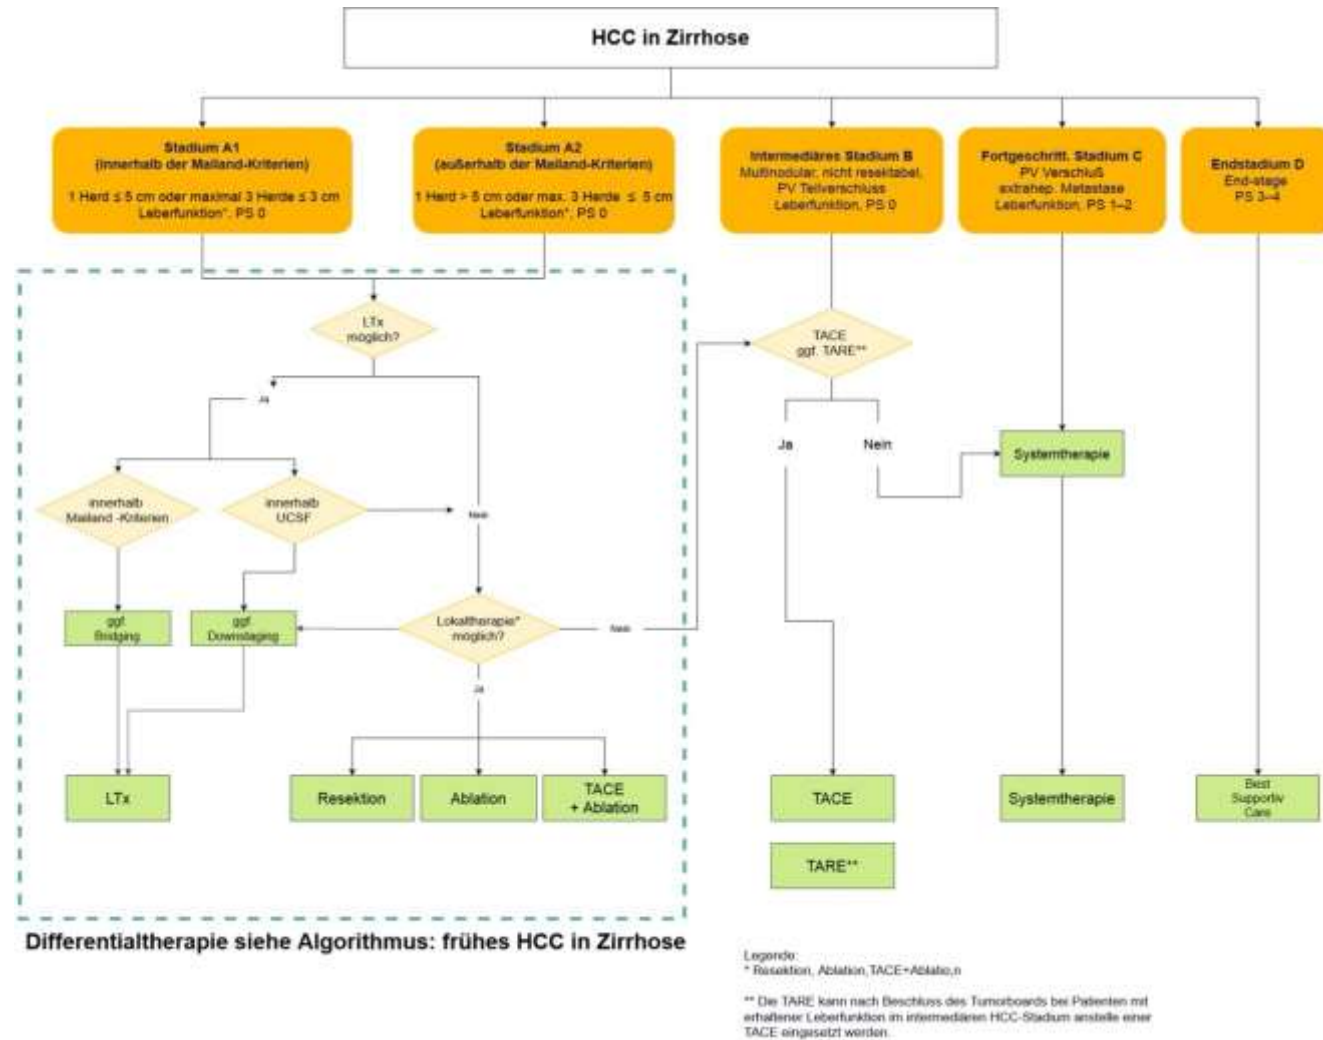 HCC in Zirrhose
Stadium A1
(innerhalb der Mailand-Kriterien)
1 Herd ≤ 5 cm oder maximal 3 Herde ≤ 3 cm
Leberfunktion*, PS 0
Stadium A2
(außerhalb der Mailand-Kriterien)
1 Herd > 5 cm oder max. 3 Herde ≤ 5 cm
Leberfunktion*, PS 0
Intermediäres Stadium B
Multinodular, nicht resektabel,
PV Teilverschluss
Leberfunktion, PS 0
Fortgeschritt. Stadium C
PV Verschluß
extrahep. Metastase
Leberfunktion, PS 1–2
Endstadium D
End-stage
PS 3–4
LTx
möglich?
TACE
ggf. TARE**
Ja
Ja
Nein
Systemtherapie
innerhalb
Mailand -Kriterien
innerhalb
UCSF
Nein
ggf.
Bridging
ggf.
Downstaging
Lokaltherapie*
möglich?
Nein
Ja
LTx
Resektion
Ablation
TACE
+ Ablation
TACE
Systemtherapie
Best
Supportiv
Care
TARE**
Differentialtherapie siehe Algorithmus: frühes HCC in Zirrhose
Legende:
* Resektion, Ablation,TACE+Ablatio,n
** Die TARE kann nach Beschluss des Tumorboards bei Patienten mit
erhaltener Leberfunktion im intermediären HCC-Stadium anstelle einer
TACE eingesetzt werden.